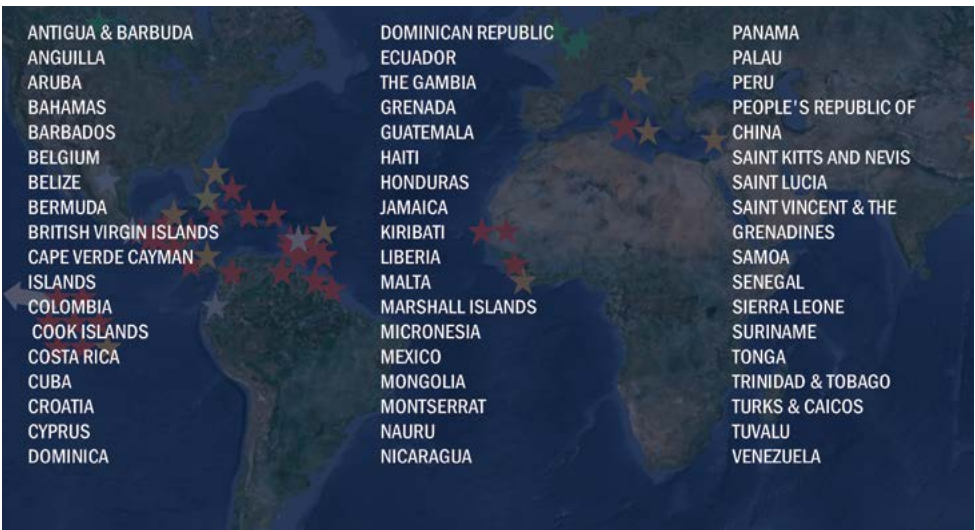 ANTIGUA & BARBUDA
ANGUILLA
ARUBA
BAHAMAS
BARBADOS
BELGIUM
BELIZE
BERMUDA
BRITISH VIRGIN ISLANDS
CAPE VERDE CAYMAN
ISLANDS
COLOMBIA
COOK ISLANDS
COSTA RICA
CUBA
CROATIA
CYPRUS
DOMINICA
DOMINICAN REPUBLIC
ECUADOR
THE GAMBIA
GRENADA
GUATEMALA
HAITI
HONDURAS
JAMAICA
KIRIBATI
LIBERIA
MALTA
MARSHALL ISLANDS
MICRONESIA
MEXICO
MONGOLIA
MONTSERRAT
NAURU
NICARAGUA
PANAMA
PALAU
PERU
PEOPLE'S REPUBLIC OF
CHINA
SAINT KITTS AND NEVIS
SAINT LUCIA
SAINT VINCENT & THE
GRENADINES
SAMOA
SENEGAL
SIERRA LEONE
SURINAME
TONGA
TRINIDAD & TOBAGO
TURKS & CAICOS
TUVALU
VENEZUELA